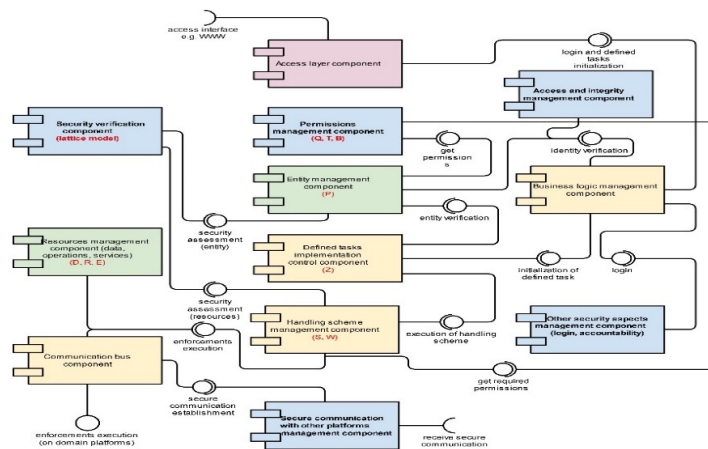 access interface
e.g. WWW
Access layer component
login and defined
tasks
initialization
Access and integrity
management component
Security verification
component
(lattice model)
Permissions
management component
(Q, T, B)
get
permission
s
identity verification
Entity management
component
(P)
Business logic management
component
entity verification
security
assessment
(entity)
Resources management
component (data,
operations, services)
(D, R, E)
Defined tasks
implementation
control component
(Z)
initialization of
defined task
login
security
assessment
(resources)
Handling scheme
management component
(S, W)
execution of handling
scheme
Other security aspects
management component
(login, accountability)
enforcements
execution
Communication bus
component
get required
permissions
secure
communication
establishment
Secure communication
with other platforms
management component
enforcements execution
(on domain platforms)
receive secure
communication